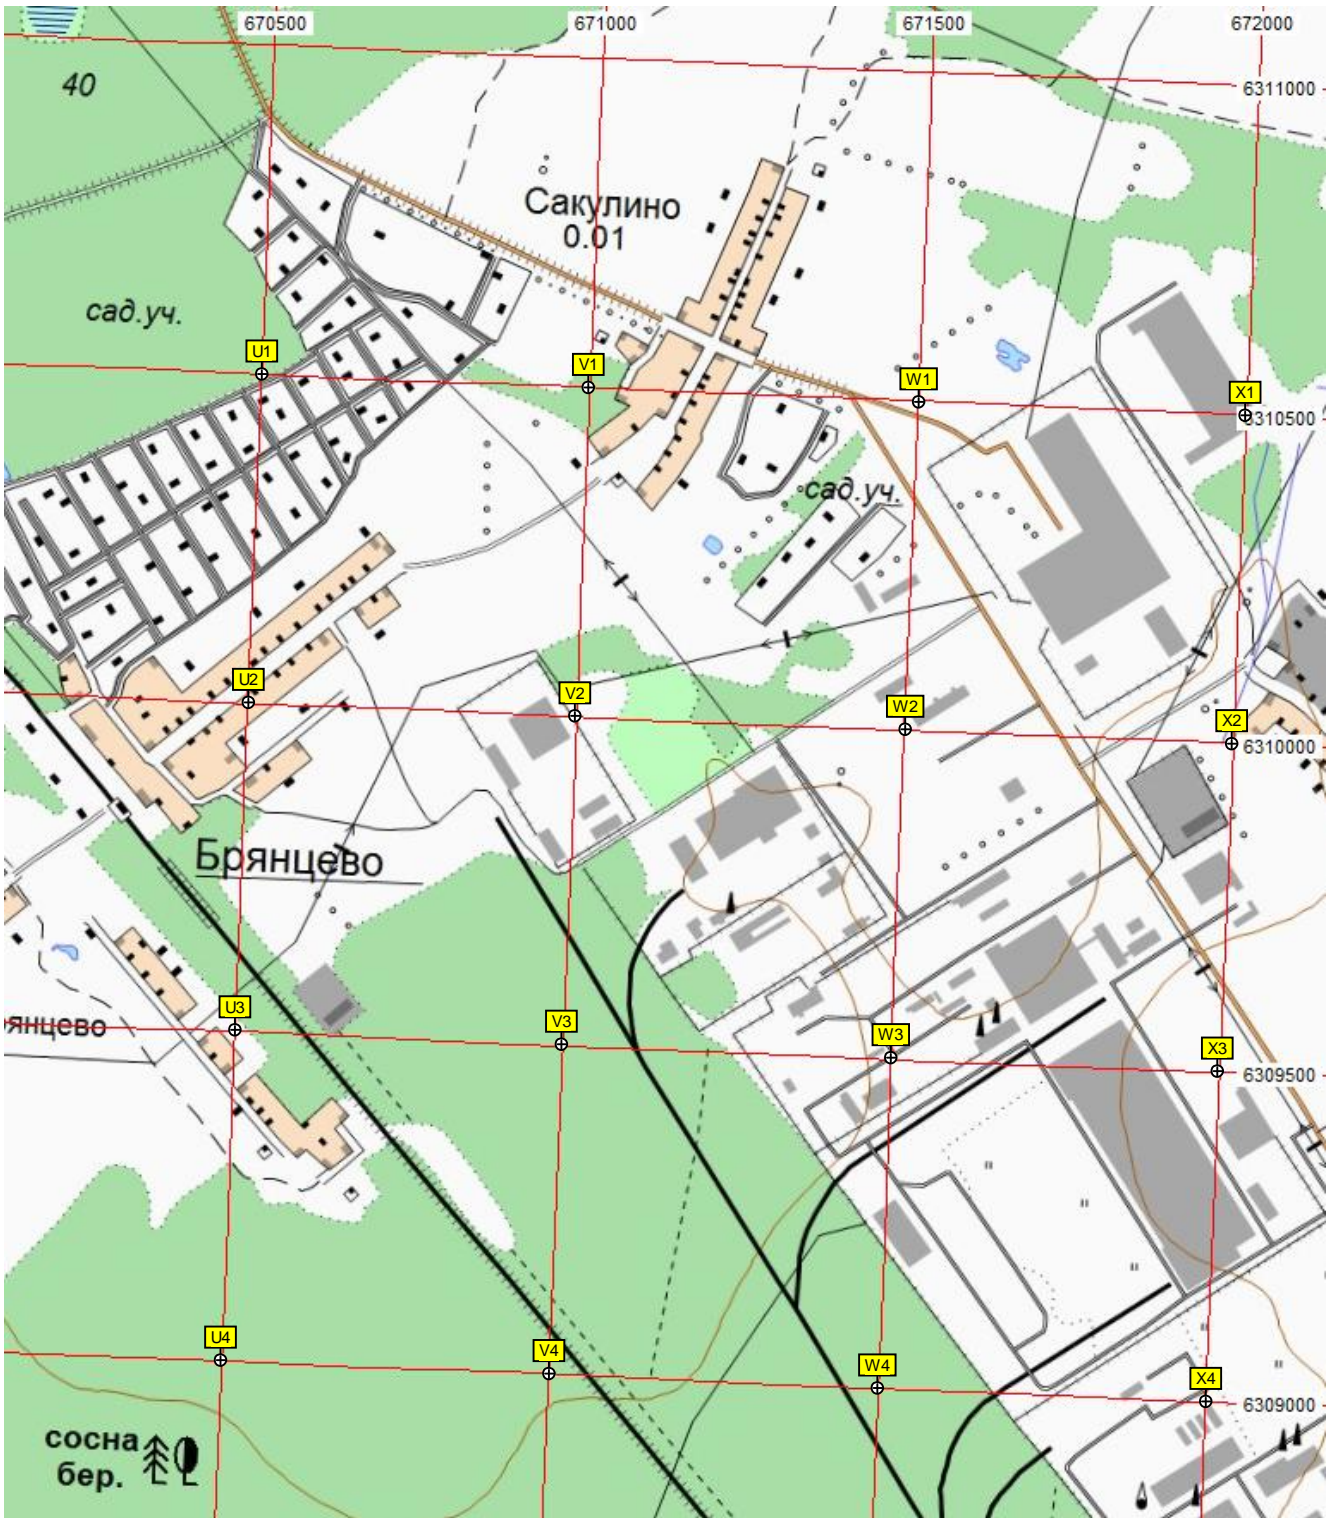 670500 671000 671500 672000
40
6311000
Сакулино
0.01
сад.уч.
U1
V1
W1
X1
6310500
сад.уч.
U2
V2
W2
X2
6310000
Брянцево
U3
V3
W3
X3
янцево
6309500
U4
V4
W4
X4
6309000
сосна
бер.